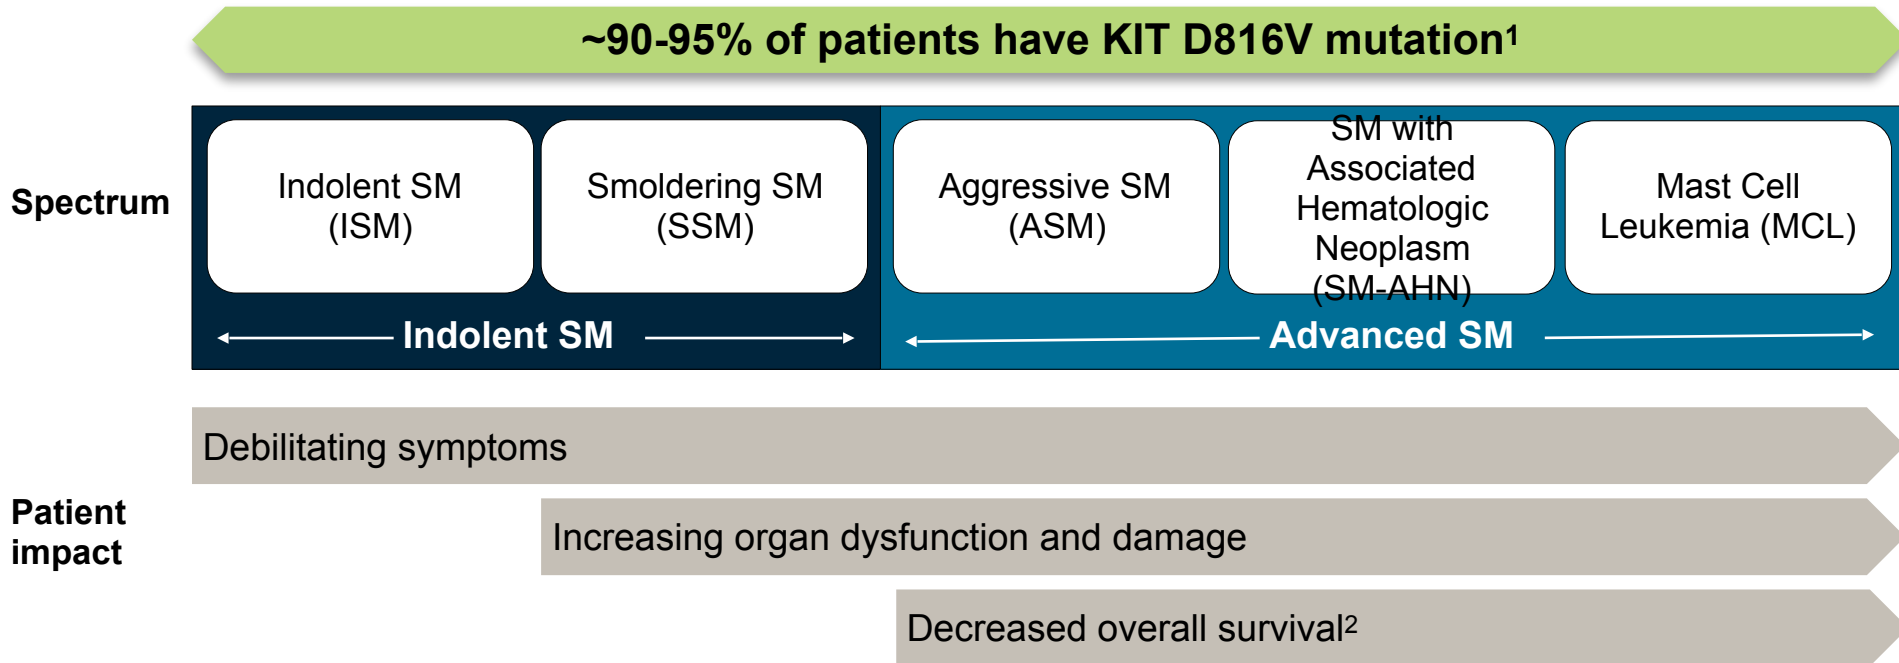 ~90-95% of patients have KIT D816V mutation¹
Spectrum
Indolent SM
(ISM)
Smoldering SM
(SSM)
Aggressive SM
(ASM)
SM with
Associated
Hematologic
Neoplasm
(SM-AHN)
Mast Cell
Leukemia (MCL)
Indolent SM
Advanced SM
Patient
impact
Debilitating symptoms
Increasing organ dysfunction and damage
Decreased overall survival²